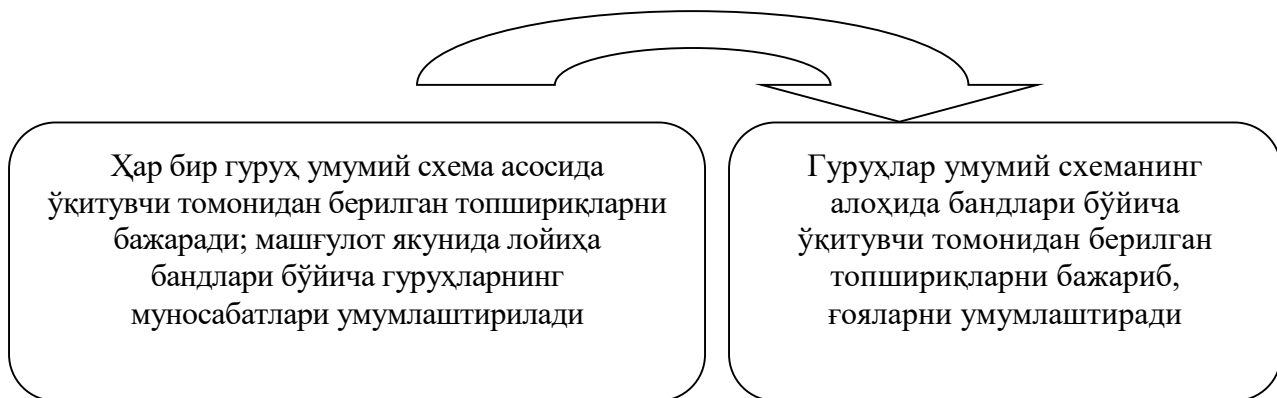 Ҳар бир гуруҳ умумий схема асосида
ўқитувчи томонидан берилган топшириқларни
бажаради; машғулот якунида лойиҳа
бандлари бўйича гуруҳларнинг
муносабатлари умумлаштирилади
Гуруҳлар умумий схеманинг
алоҳида бандлари бўйича
ўқитувчи томонидан берилган
топшириқларни бажариб,
ғояларни умумлаштиради